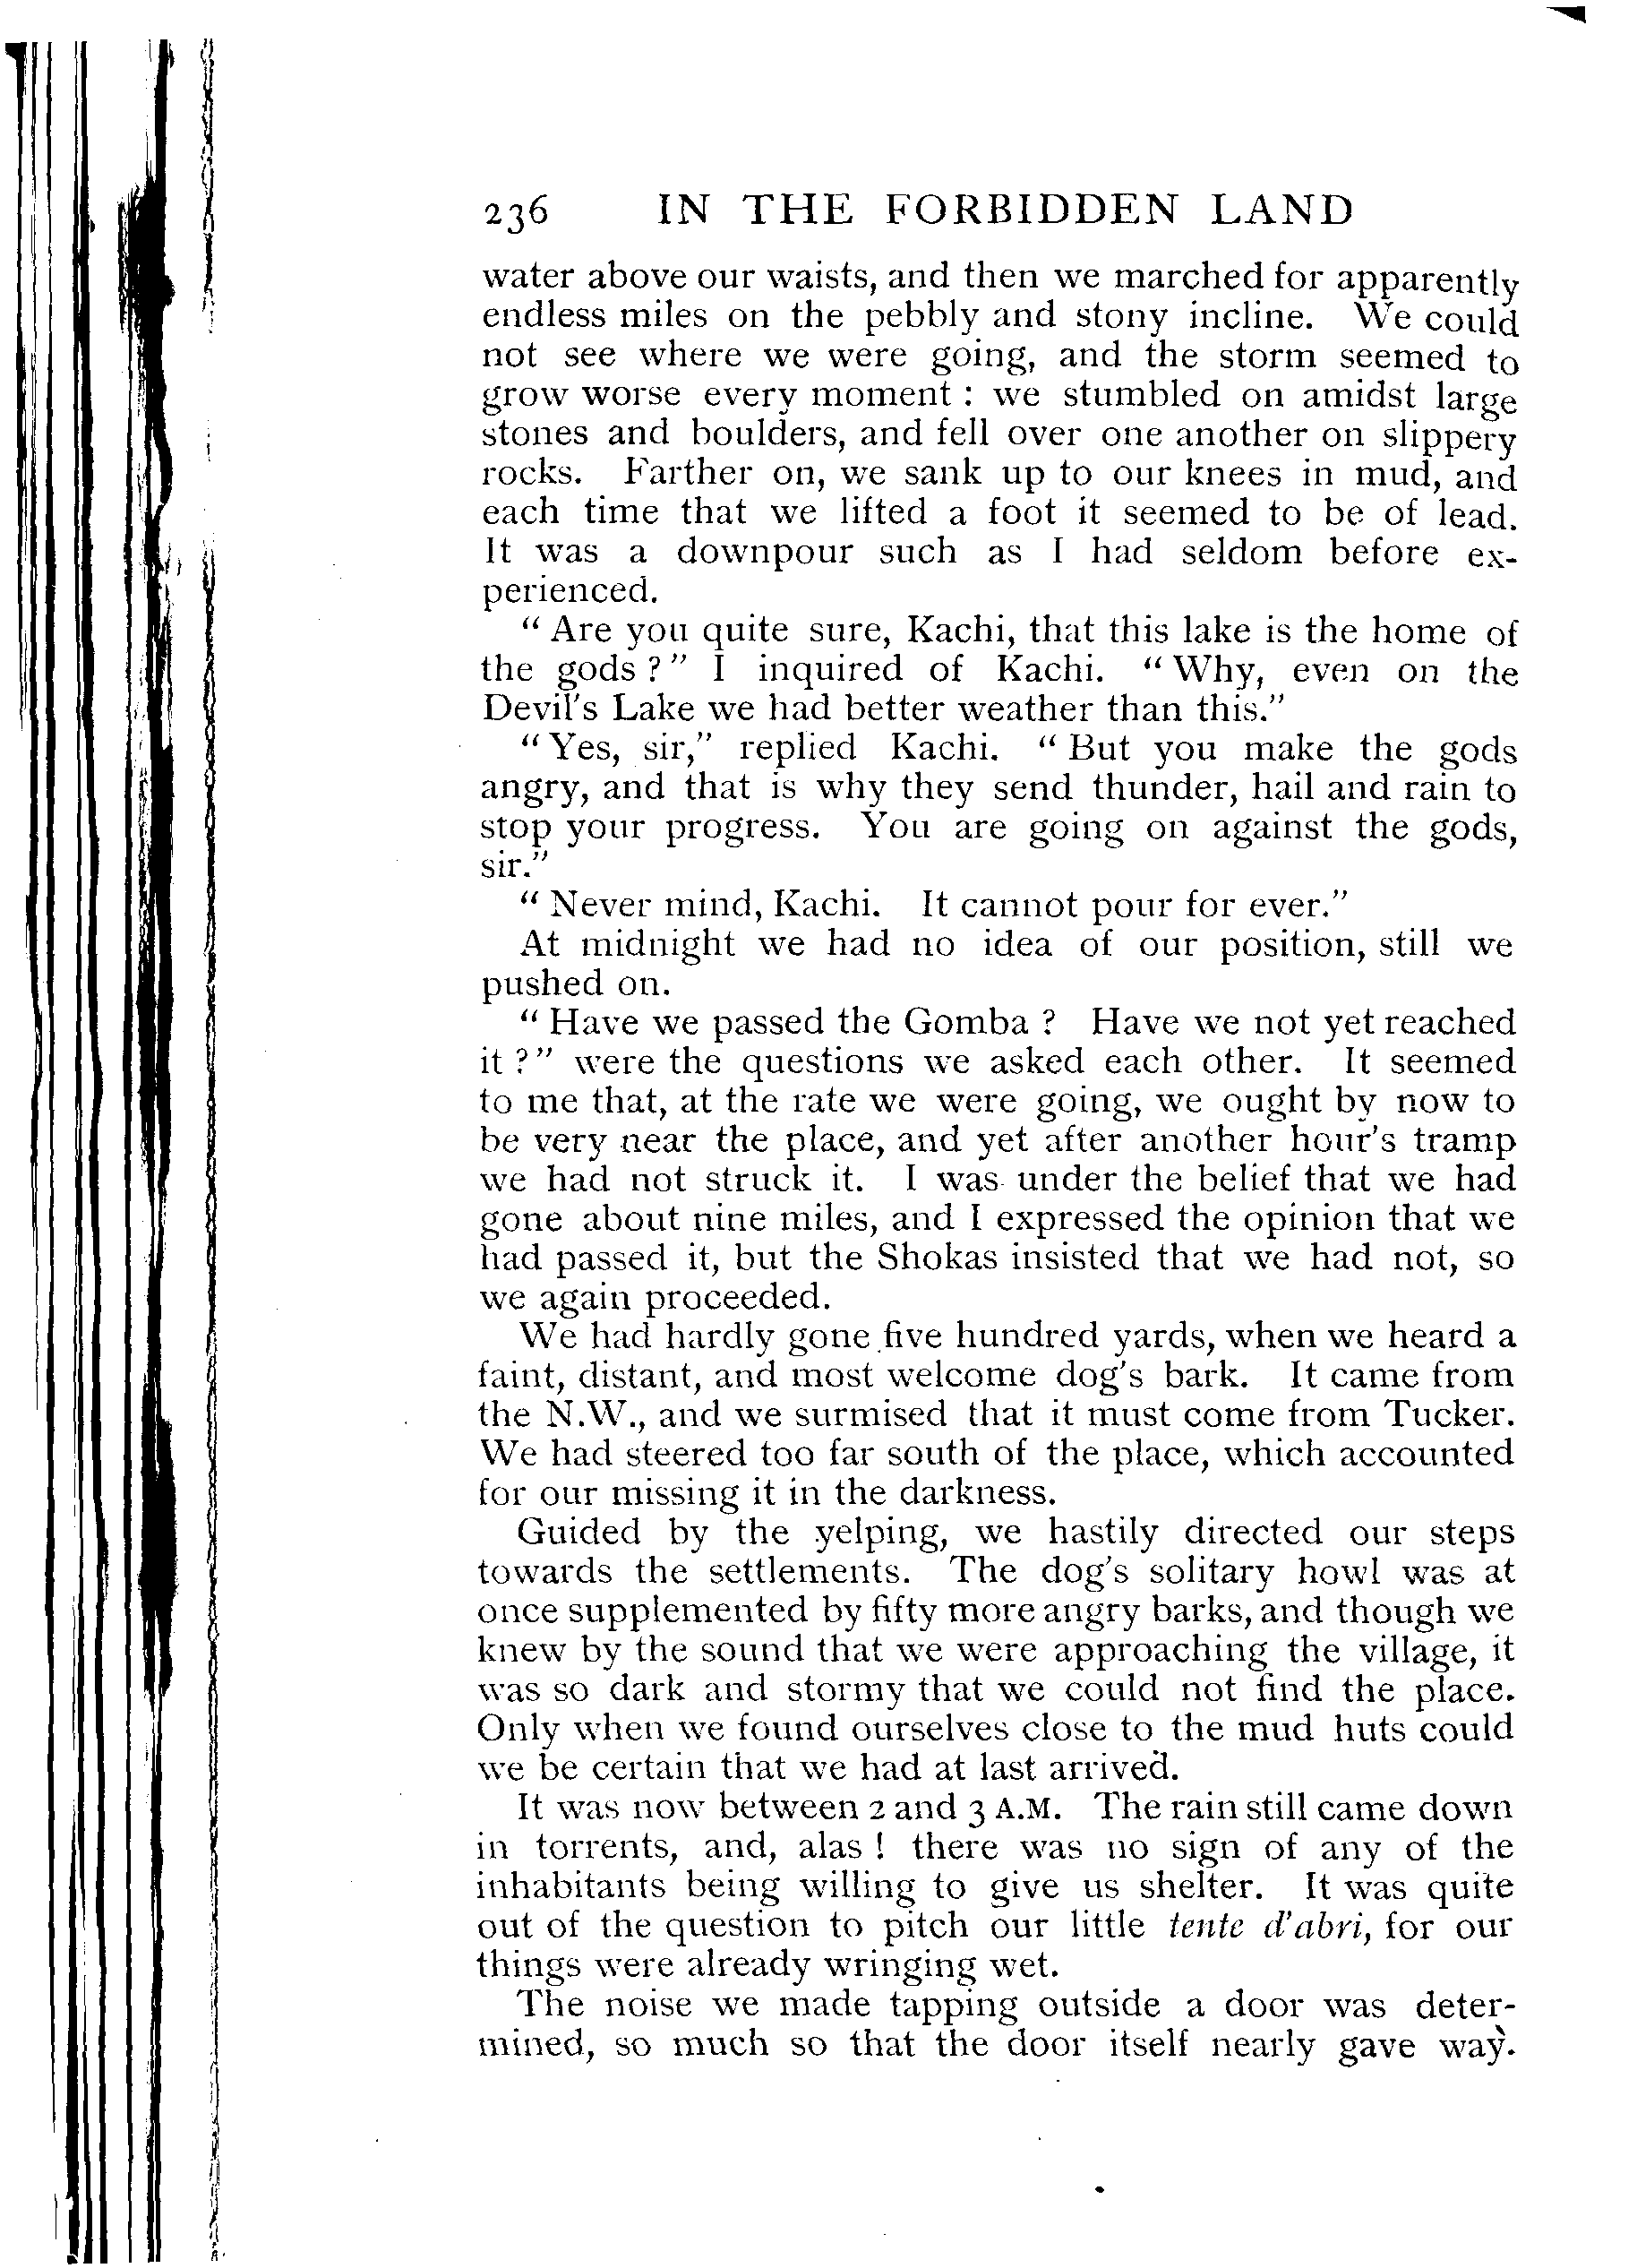 236 IN THE FORBIDDEN LAND
water above our waists, and then we marched for apparently
endless miles on the pebbly and stony incline. We could
not see where we were going, and the storm seemed to
grow worse every moment : we stumbled on amidst large
stones and boulders, and fell over one another on slippery
rocks. Farther on, we sank up to our knees in mud, and
each time that we lifted a foot it seemed to be of lead.
It was a downpour such as I had seldom before ex-
perienced.
“ Are you quite sure, Kachi, that this lake is the home of
the gods ? ” I inquired of Kachi. “ Why, even on the
Devil’s Lake we had better weather than this.”
“ Yes, sir,” replied Kachi. “ But you make the gods
angry, and that is why they send thunder, hail and rain to
stop your progress. You are going on against the gods,
sir.”
“ Never mind, Kachi. It cannot pour for ever.”
At midnight we had no idea of our position, still we
pushed on.
“ Have we passed the Gomba ? Have we not yet reached
it ? ” were the questions we asked each other. It seemed
to me that, at the rate we were going, we ought by now to
be very near the place, and yet after another hour’s tramp
we had not struck it. I was under the belief that we had
gone about nine miles, and I expressed the opinion that we
had passed it, but the Shokas insisted that we had not, so
we again proceeded.
We had hardly gone five hundred yards, when we heard a
faint, distant, and most welcome dog’s bark. It came from
the N.W., and we surmised that it must come from Tucker.
We had steered too far south of the place, which accounted
for our missing it in the darkness.
Guided by the yelping, we hastily directed our steps
towards the settlements. The dog’s solitary howl was at
once supplemented by fifty more angry barks, and though we
knew by the sound that we were approaching the village, it
was so dark and stormy that we could not find the place.
Only when we found ourselves close to the mud huts could
we be certain that we had at last arrived.
It was now between 2 and 3 A.M. The rain still came down
in torrents, and, alas ! there was no sign of any of the
inhabitants being willing to give us shelter. It was quite
out of the question to pitch our little tente d’abri, for our
things were already wringing wet.
The noise we made tapping outside a door was deter-
mined, so much so that the door itself nearly gave way.